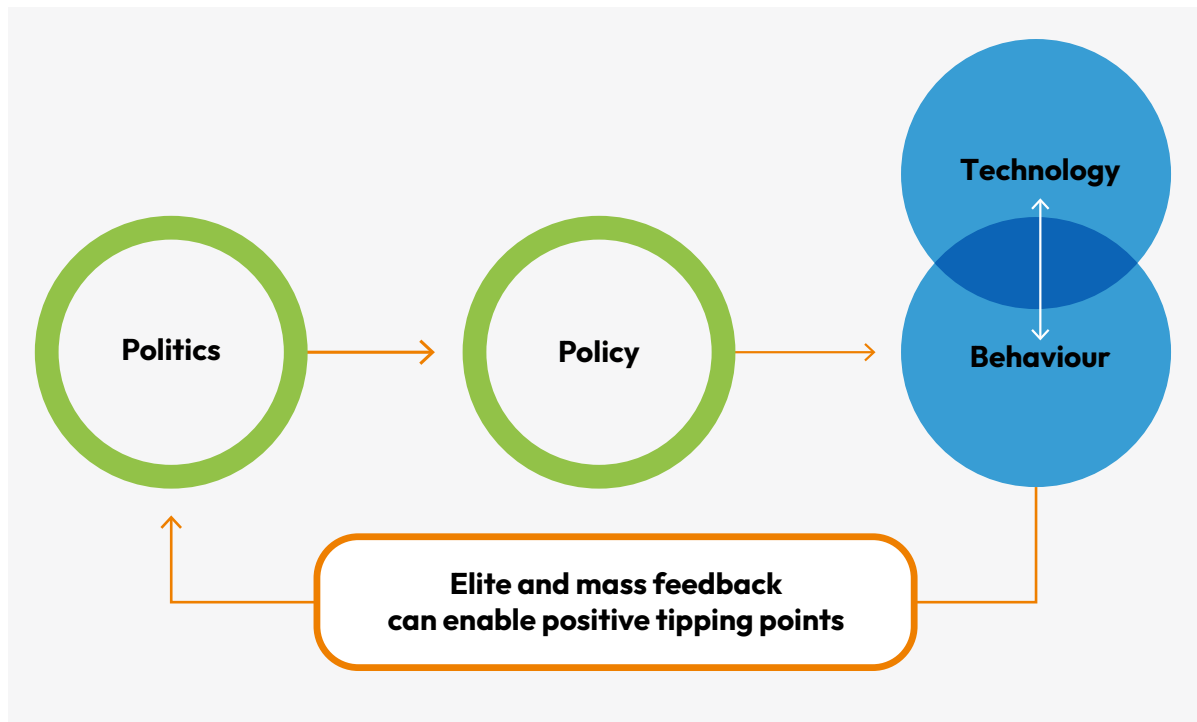 Technology
Politics
Policy
Behaviour
Elite and mass feedback
can enable positive tipping points